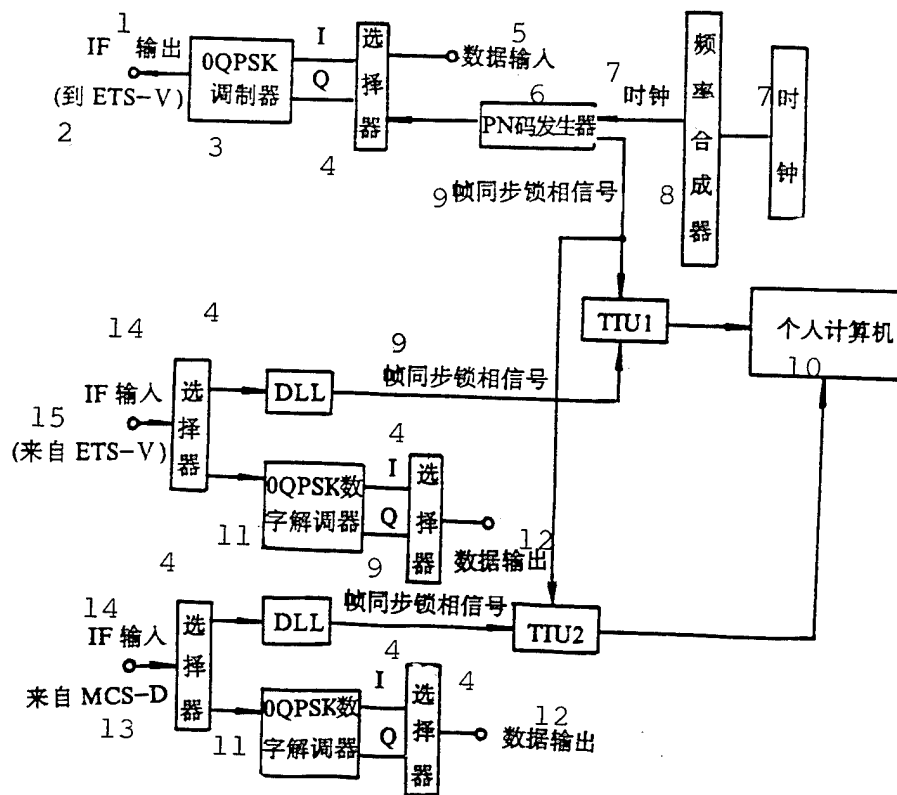 1
IF 输出
(到 ETS-V)
2
0QPSK
调制器
3
I
Q
选择器
4
数据输入
5
6
PN码发生器
7
时钟
频率合成器
8
7
时钟
9
帧同步锁相信号
TIU1
个人计算机
10
14
IF 输入
15
(来自 ETS-V)
4
选择器
DLL
9
帧同步锁相信号
0QPSK数
字解调器
11
4
I
Q
选择器
12
数据输出
4
14
IF 输入
来自 MCS-D
13
选择器
DLL
9
帧同步锁相信号
TIU2
0QPSK数
字解调器
11
4
I
Q
选择器
4
12
数据输出